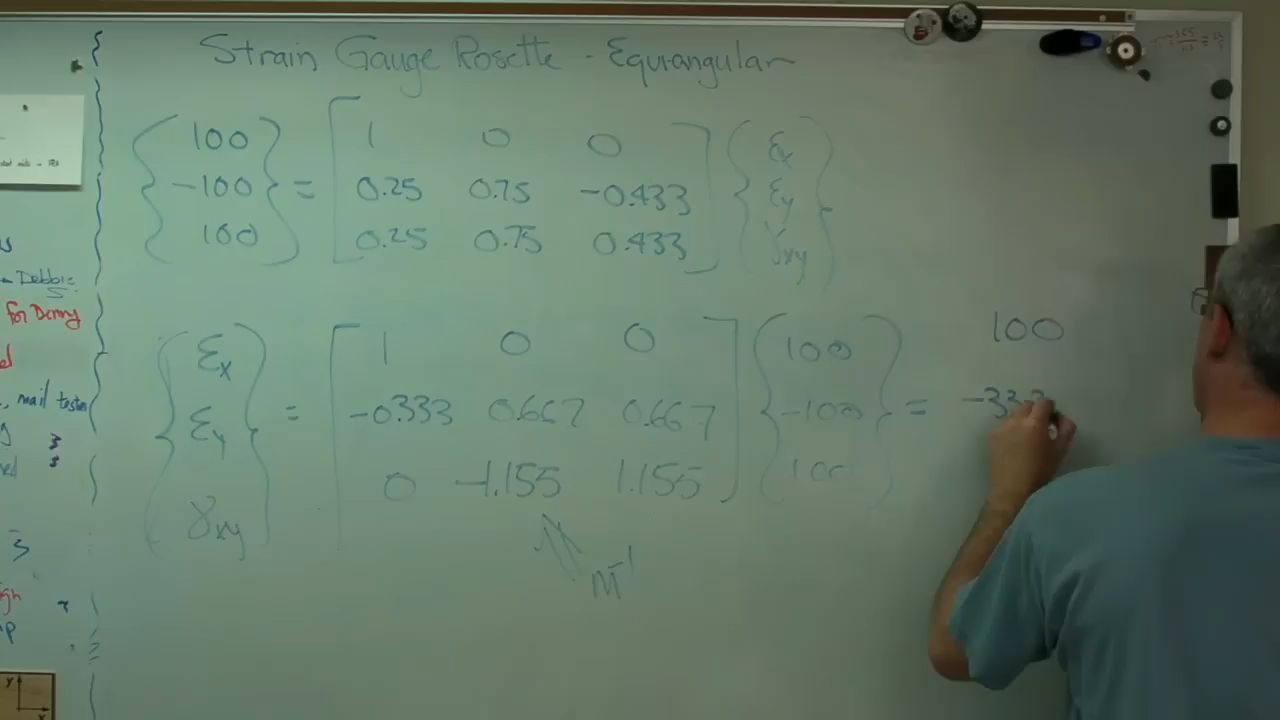 Strain Gauge Rosette - Equiangular
100 1 0 0 εx
-100 = 0.25 0.75 -0.433 εy
100 0.25 0.75 0.433 γxy
εx 1 0 0 100 100
εy = -0.333 0.667 0.667 -100 = -33.3
γxy 0 -1.155 1.155 100
M⁻¹
Debbie
for Denny
mail
y
x